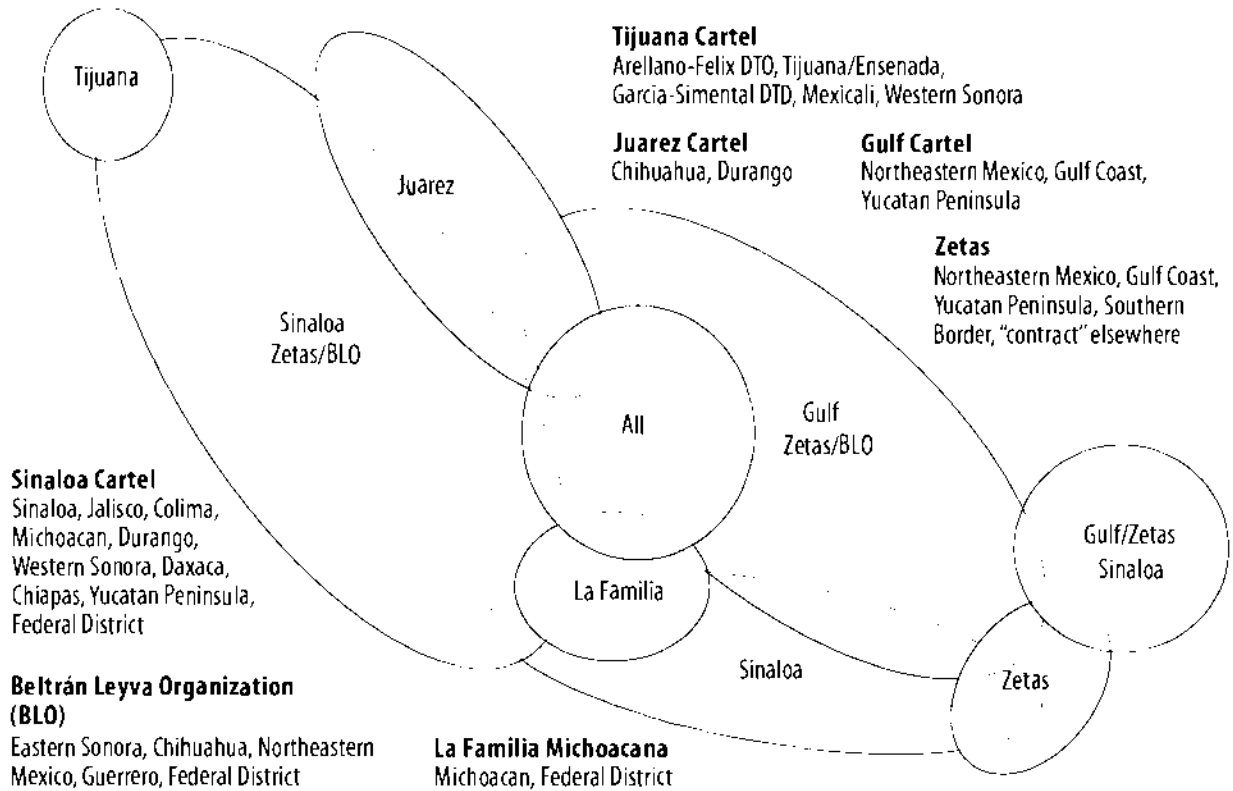 Tijuana
Juarez
Sinaloa
Zetas/BLO
All
Gulf
Zetas/BLO
La Familia
Sinaloa
Gulf/Zetas
Sinaloa
Zetas
Tijuana Cartel
Arellano-Felix DTO, Tijuana/Ensenada,
Garcia-Simental DTD, Mexicali, Western Sonora
Juarez Cartel
Chihuahua, Durango
Gulf Cartel
Northeastern Mexico, Gulf Coast,
Yucatan Peninsula
Zetas
Northeastern Mexico, Gulf Coast,
Yucatan Peninsula, Southern
Border, "contract" elsewhere
Sinaloa Cartel
Sinaloa, Jalisco, Colima,
Michoacan, Durango,
Western Sonora, Daxaca,
Chiapas, Yucatan Peninsula,
Federal District
Beltrán Leyva Organization
(BLO)
Eastern Sonora, Chihuahua, Northeastern
Mexico, Guerrero, Federal District
La Familia Michoacana
Michoacan, Federal District